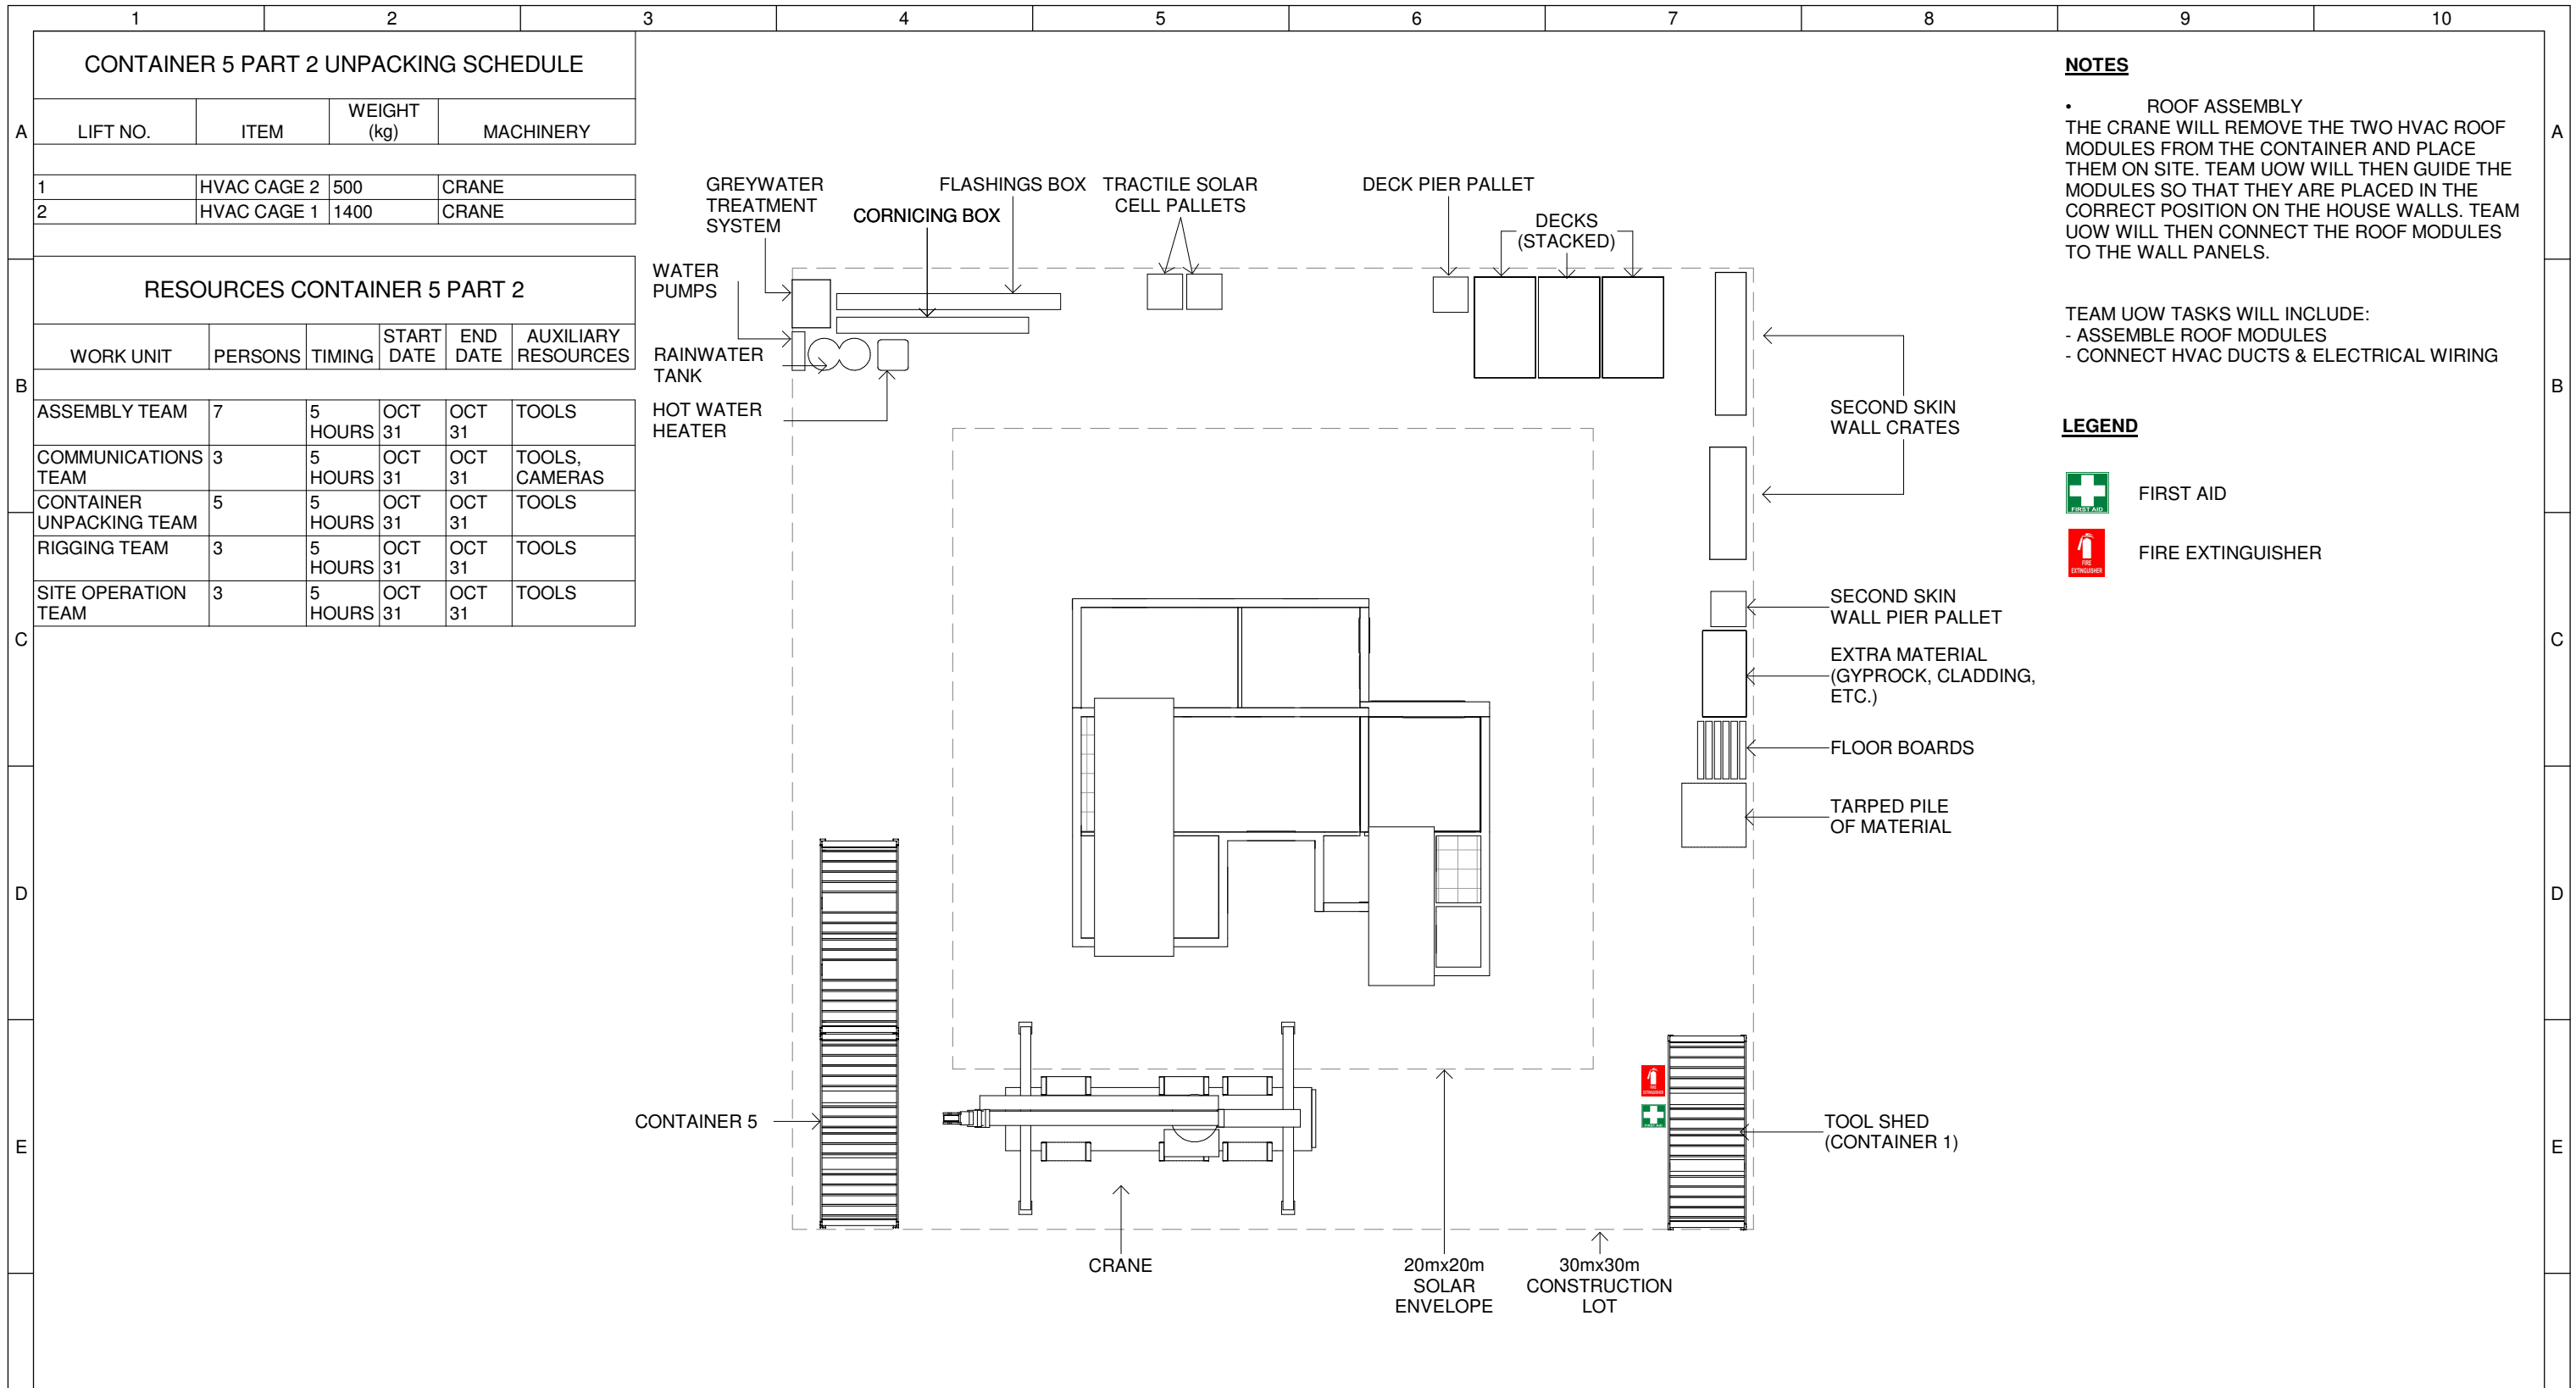 1 2 3 4 5 6 7 8 9 10
CONTAINER 5 PART 2 UNPACKING SCHEDULE
LIFT NO. ITEM WEIGHT (kg) MACHINERY
1 HVAC CAGE 2 500 CRANE
2 HVAC CAGE 1 1400 CRANE
RESOURCES CONTAINER 5 PART 2
WORK UNIT PERSONS TIMING START DATE END DATE AUXILIARY RESOURCES
ASSEMBLY TEAM 7 5 HOURS OCT 31 OCT 31 TOOLS
COMMUNICATIONS TEAM 3 5 HOURS OCT 31 OCT 31 TOOLS, CAMERAS
CONTAINER UNPACKING TEAM 5 5 HOURS OCT 31 OCT 31 TOOLS
RIGGING TEAM 3 5 HOURS OCT 31 OCT 31 TOOLS
SITE OPERATION TEAM 3 5 HOURS OCT 31 OCT 31 TOOLS
A
B
C
D
E
GREYWATER
TREATMENT
SYSTEM
FLASHINGS BOX
CORNICING BOX
TRACTILE SOLAR
CELL PALLETS
DECK PIER PALLET
DECKS
(STACKED)
WATER
PUMPS
RAINWATER
TANK
HOT WATER
HEATER
SECOND SKIN
WALL CRATES
SECOND SKIN
WALL PIER PALLET
EXTRA MATERIAL
(GYPROCK, CLADDING,
ETC.)
FLOOR BOARDS
TARPED PILE
OF MATERIAL
CONTAINER 5
TOOL SHED
(CONTAINER 1)
CRANE
20mx20m
SOLAR
ENVELOPE
30mx30m
CONSTRUCTION
LOT
NOTES
• ROOF ASSEMBLY
THE CRANE WILL REMOVE THE TWO HVAC ROOF
MODULES FROM THE CONTAINER AND PLACE
THEM ON SITE. TEAM UOW WILL THEN GUIDE THE
MODULES SO THAT THEY ARE PLACED IN THE
CORRECT POSITION ON THE HOUSE WALLS. TEAM
UOW WILL THEN CONNECT THE ROOF MODULES
TO THE WALL PANELS.
TEAM UOW TASKS WILL INCLUDE:
- ASSEMBLE ROOF MODULES
- CONNECT HVAC DUCTS & ELECTRICAL WIRING
LEGEND
FIRST AID
FIRST AID
FIRE
EXTINGUISHER
FIRE EXTINGUISHER
A
B
C
D
E